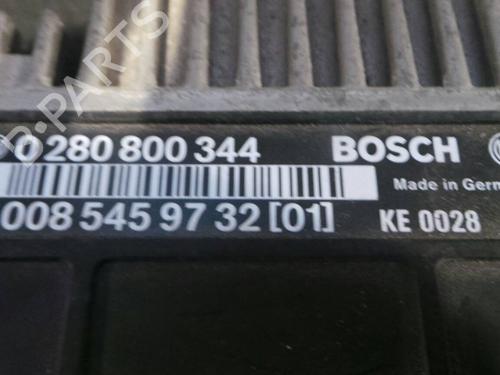 0 280 800 344 BOSCH
Made in Germ
008 545 97 32 [01] KE 0028
B-PARTS